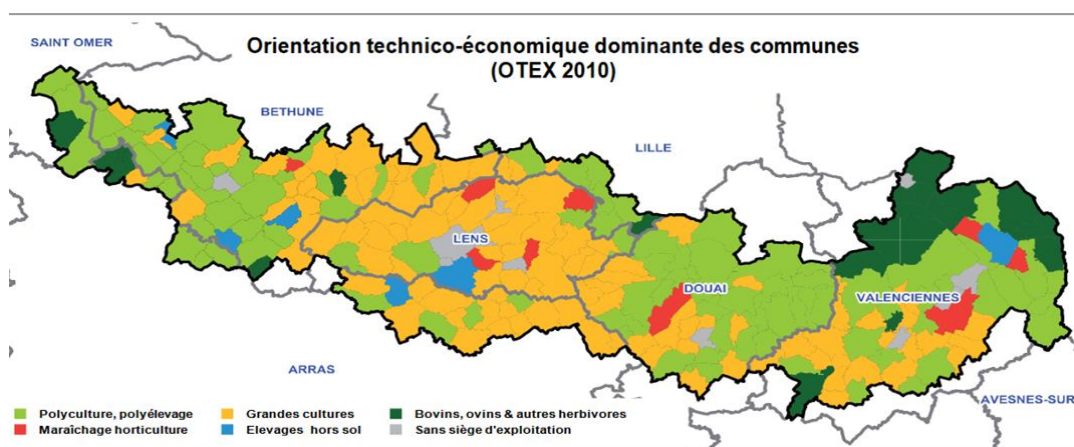 Orientation technico-économique dominante des communes
(OTEX 2010)
SAINT OMER
BETHUNE
LILLE
LENS
DOUAI
VALENCIENNES
ARRAS
AVESNES-SUR
Polyculture, polyélevage
Grandes cultures
Bovins, ovins & autres herbivores
Maraîchage horticulture
Elevages hors sol
Sans siège d'exploitation